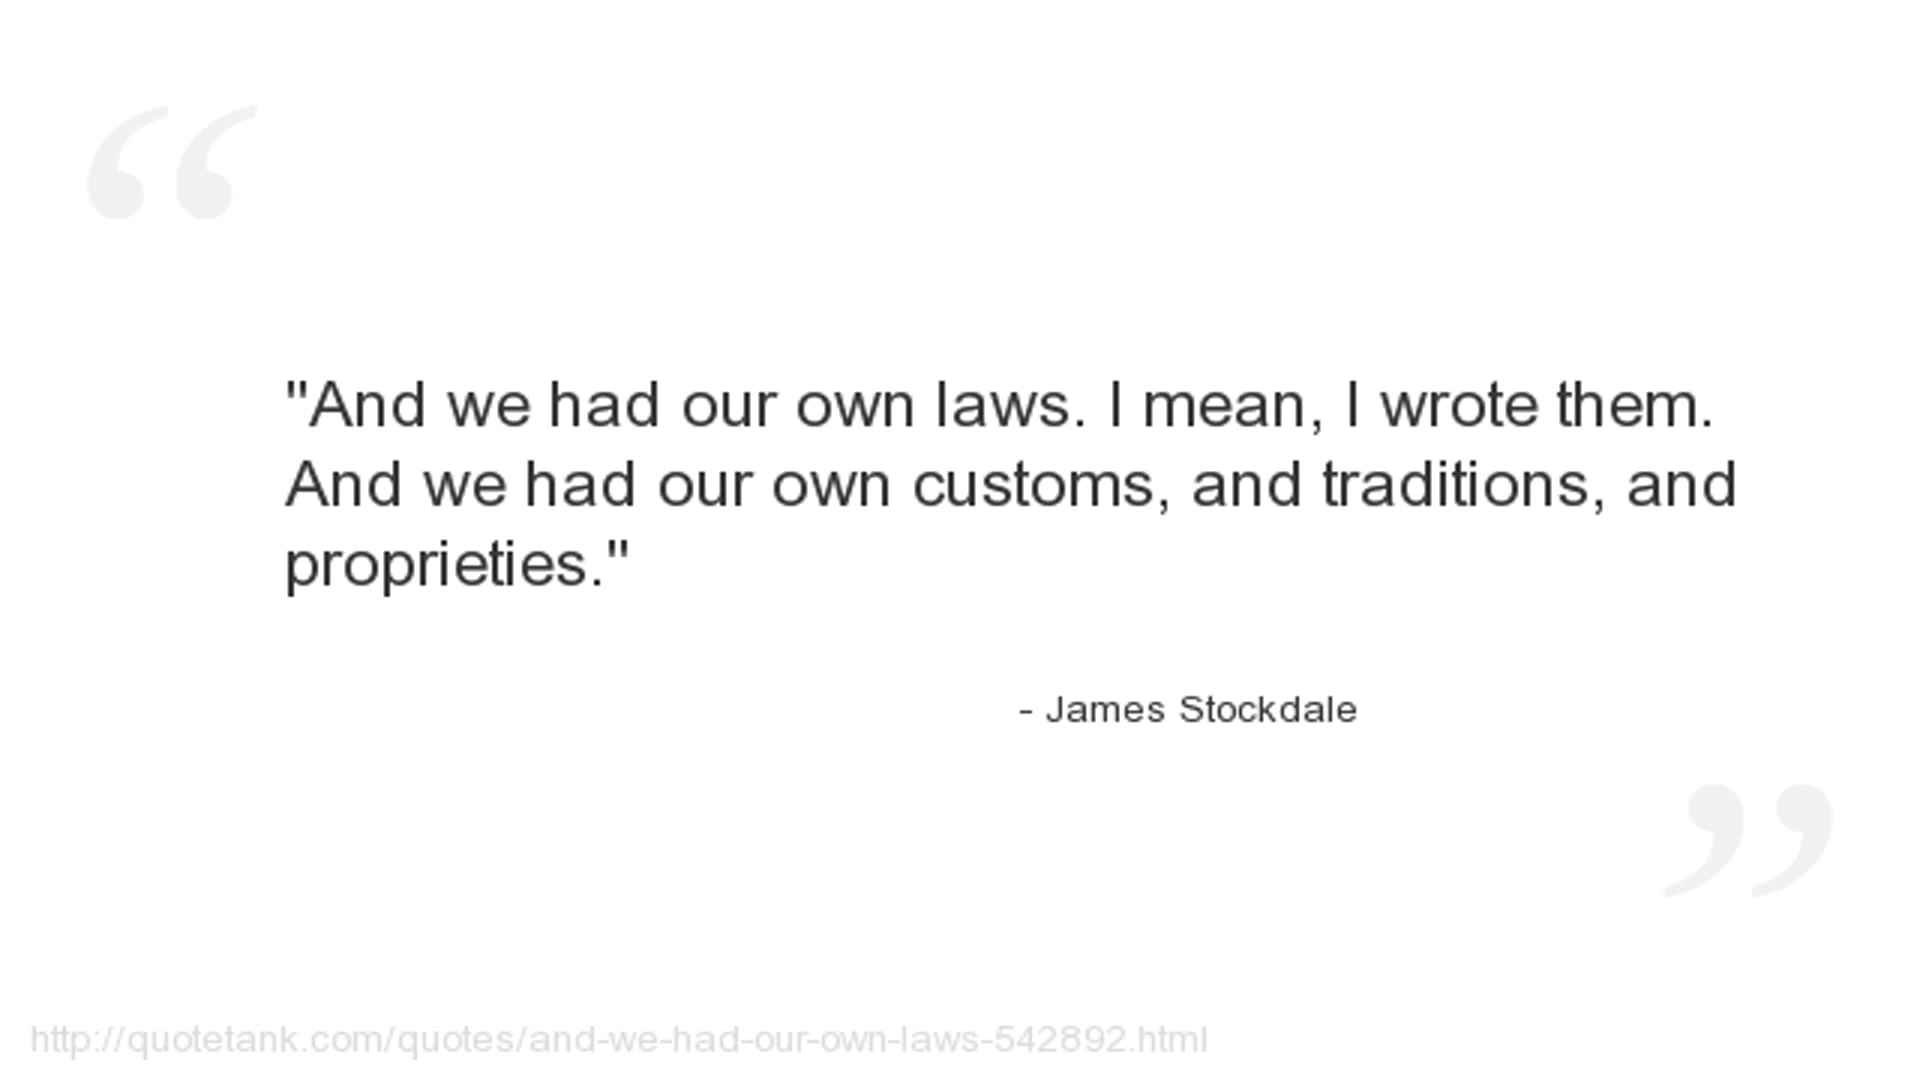 "And we had our own laws. I mean, I wrote them.
And we had our own customs, and traditions, and
proprieties."
- James Stockdale
http://quotetank.com/quotes/and-we-had-our-own-laws-542892.html